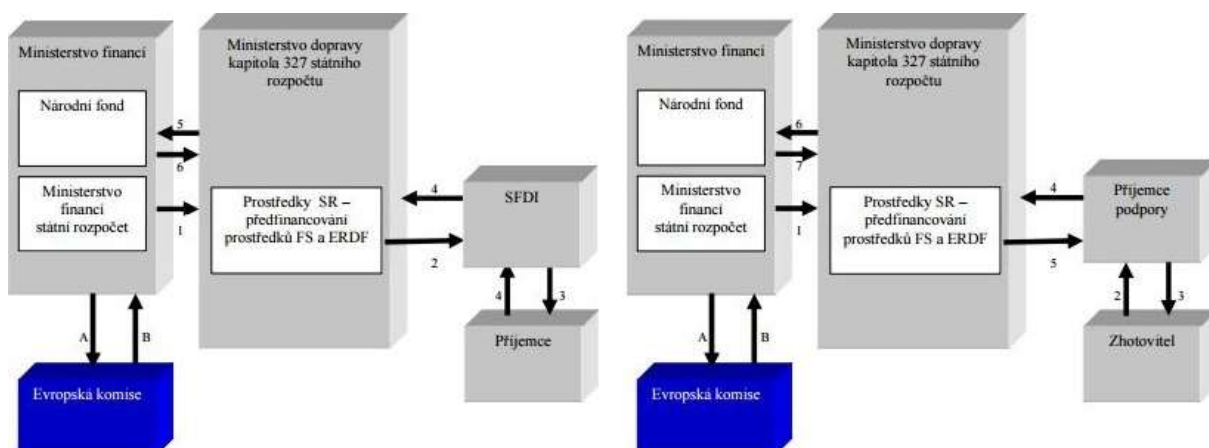 Ministerstvo financí
Národní fond
Ministerstvo
financí
státní rozpočet
Ministerstvo dopravy
kapitola 327 státního
rozpočtu
5
6
1
Prostředky SR –
předfinancování
prostředků FS a ERDF
4
2
SFDI
4
3
Příjemce
A
B
Evropská komise
Ministerstvo financí
Národní fond
Ministerstvo
financí
státní rozpočet
Ministerstvo dopravy
kapitola 327 státního
rozpočtu
6
7
1
Prostředky SR –
předfinancování
prostředků FS a ERDF
4
5
Příjemce
podpory
2
3
Zhotovitel
A
B
Evropská komise